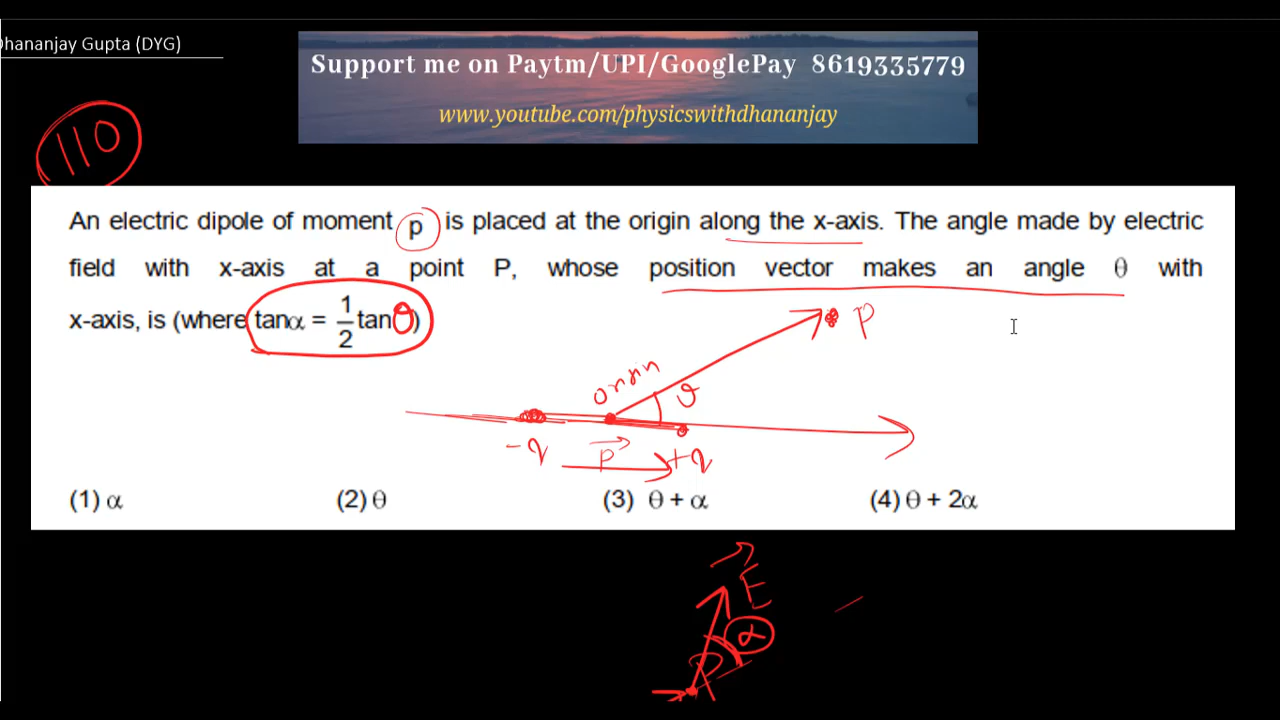 Dhananjay Gupta (DYG)
Support me on Paytm/UPI/GooglePay 8619335779
www.youtube.com/physicswithdhananjay
110
An electric dipole of moment p is placed at the origin along the x-axis. The angle made by electric
field with x-axis at a point P, whose position vector makes an angle θ with
x-axis, is (where tanα = 1/2 tanθ)
P
origin
θ
-q
p
+q
(1) α (2) θ (3) θ + α (4) θ + 2α
E
α
P